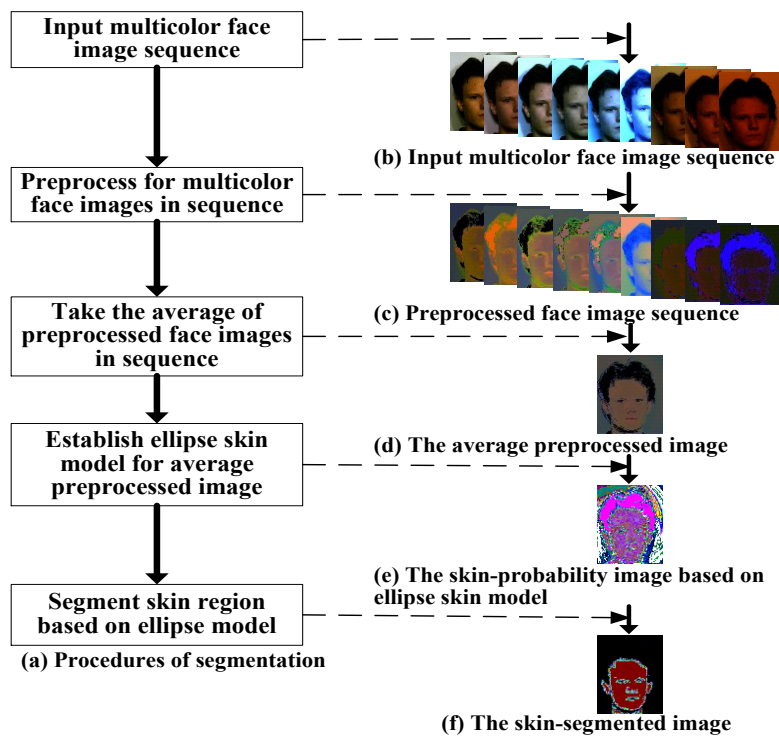 Input multicolor face
image sequence
(b) Input multicolor face image sequence
Preprocess for multicolor
face images in sequence
(c) Preprocessed face image sequence
Take the average of
preprocessed face images
in sequence
(d) The average preprocessed image
Establish ellipse skin
model for average
preprocessed image
(e) The skin-probability image based on
ellipse skin model
Segment skin region
based on ellipse model
(a) Procedures of segmentation
(f) The skin-segmented image